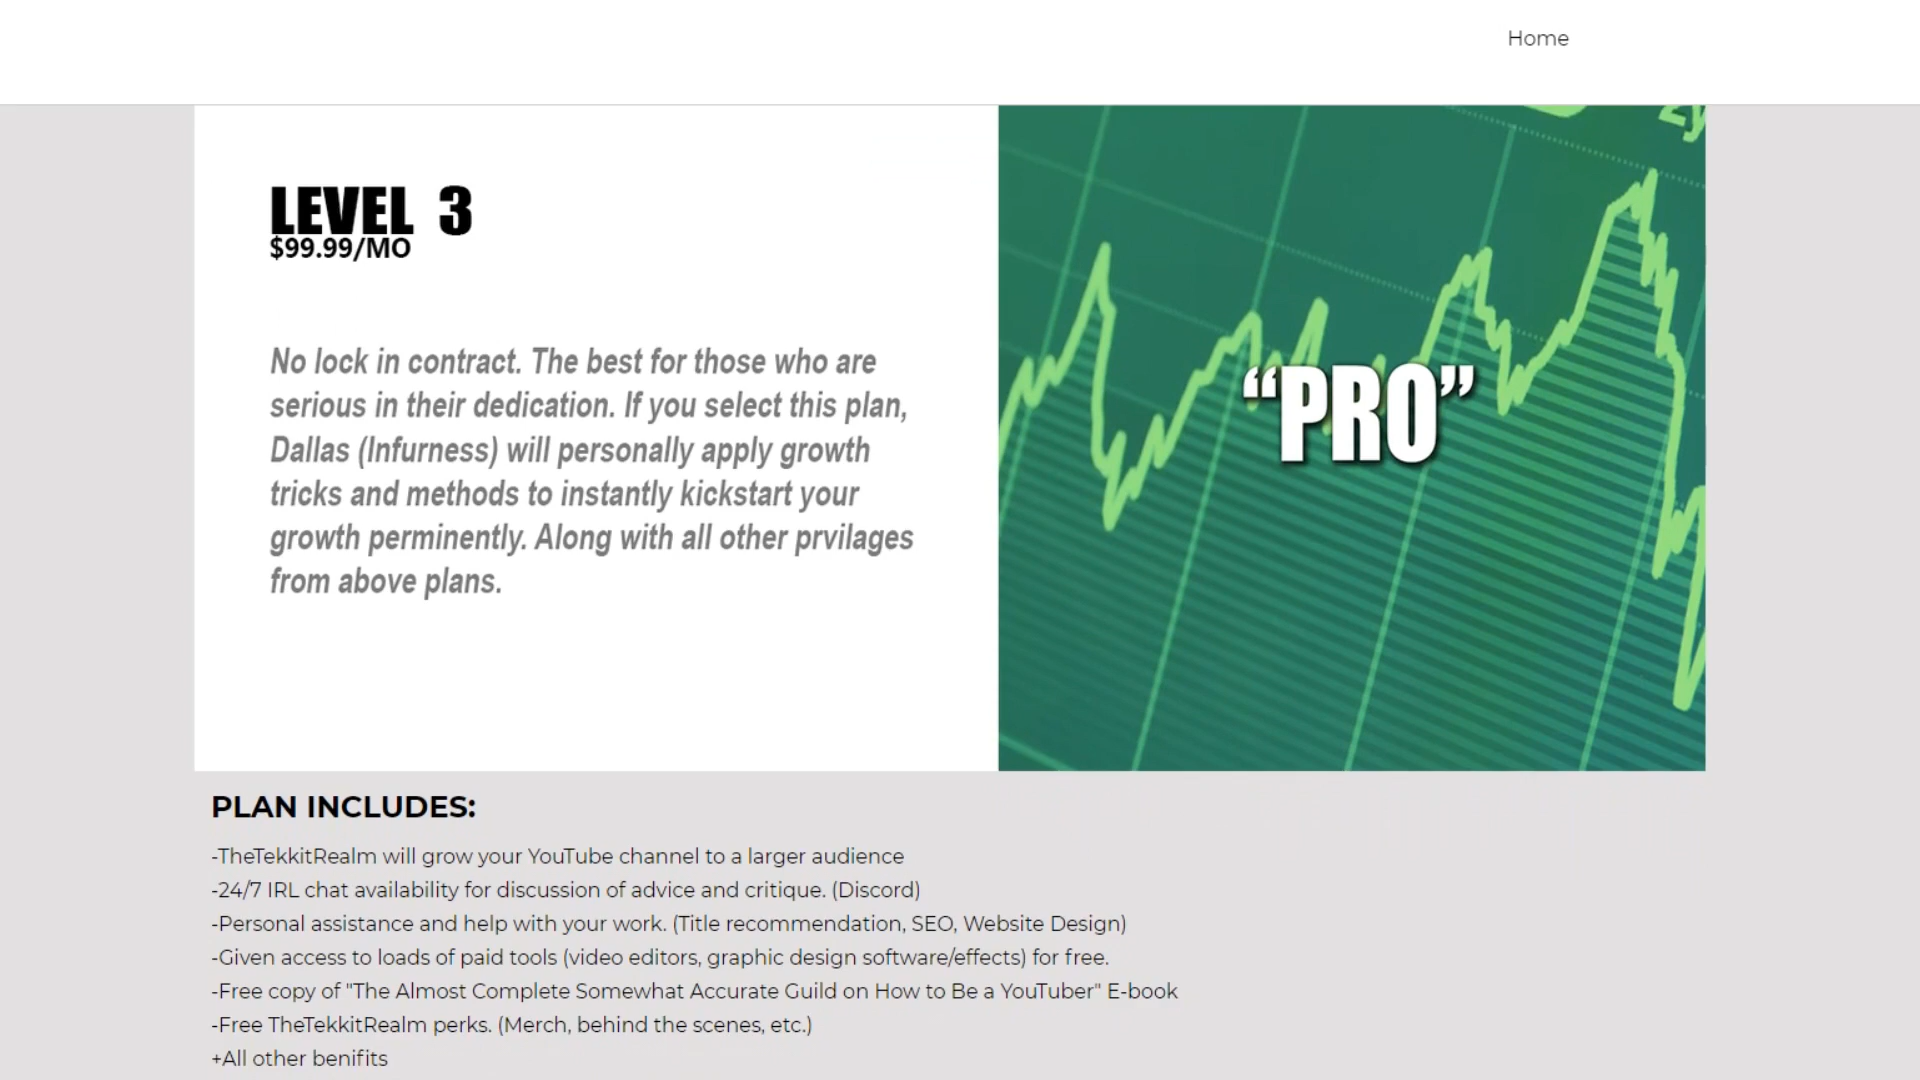 Home
2y
LEVEL 3
$99.99/MO
No lock in contract. The best for those who are
serious in their dedication. If you select this plan,
Dallas (Infurness) will personally apply growth
tricks and methods to instantly kickstart your
growth perminently. Along with all other prvilages
from above plans.
“PRO”
PLAN INCLUDES:
-TheTekkitRealm will grow your YouTube channel to a larger audience
-24/7 IRL chat availability for discussion of advice and critique. (Discord)
-Personal assistance and help with your work. (Title recommendation, SEO, Website Design)
-Given access to loads of paid tools (video editors, graphic design software/effects) for free.
-Free copy of "The Almost Complete Somewhat Accurate Guild on How to Be a YouTuber" E-book
-Free TheTekkitRealm perks. (Merch, behind the scenes, etc.)
+All other benifits